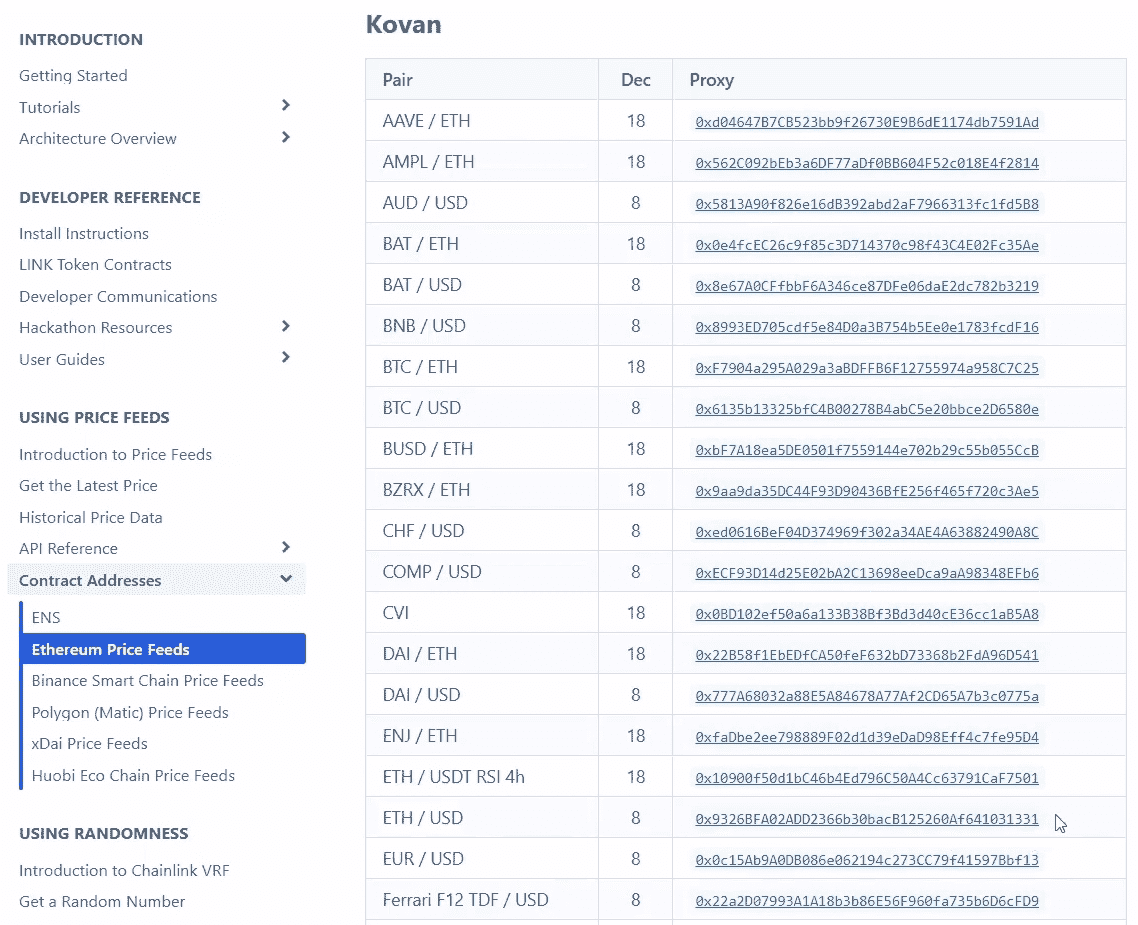 INTRODUCTION
Getting Started
Tutorials
Architecture Overview
DEVELOPER REFERENCE
Install Instructions
LINK Token Contracts
Developer Communications
Hackathon Resources
User Guides
USING PRICE FEEDS
Introduction to Price Feeds
Get the Latest Price
Historical Price Data
API Reference
Contract Addresses
ENS
Ethereum Price Feeds
Binance Smart Chain Price Feeds
Polygon (Matic) Price Feeds
xDai Price Feeds
Huobi Eco Chain Price Feeds
USING RANDOMNESS
Introduction to Chainlink VRF
Get a Random Number
Kovan
Pair Dec Proxy
AAVE / ETH 18 0xd04647B7CB523bb9f26730E9B6dE1174db7591Ad
AMPL / ETH 18 0x562C092bEb3a6DF77aDf0BB604F52c018E4f2814
AUD / USD 8 0x5813A90f826e16dB392abd2aF7966313fc1fd5B8
BAT / ETH 18 0x0e4fcEC26c9f85c3D714370c98f43C4E02Fc35Ae
BAT / USD 8 0x8e67A0CFfbbF6A346ce87DFe06daE2dc782b3219
BNB / USD 8 0x8993ED705cdf5e84D0a3B754b5Ee0e1783fcdF16
BTC / ETH 18 0xF7904a295A029a3aBDFFB6F12755974a958C7C25
BTC / USD 8 0x6135b13325bfC4B00278B4abC5e20bbce2D6580e
BUSD / ETH 18 0xbF7A18ea5DE0501f7559144e702b29c55b055CcB
BZRX / ETH 18 0x9aa9da35DC44F93D90436BfE256f465f720c3Ae5
CHF / USD 8 0xed0616BeF04D374969f302a34AE4A63882490A8C
COMP / USD 8 0xECF93D14d25E02bA2C13698eeDca9aA98348EFb6
CVI 18 0x0BD102ef50a6a133B38Bf3Bd3d40cE36cc1aB5A8
DAI / ETH 18 0x22B58f1EbEDfCA50feF632bD73368b2FdA96D541
DAI / USD 8 0x777A68032a88E5A84678A77Af2CD65A7b3c0775a
ENJ / ETH 18 0xfaDbe2ee798889F02d1d39eDaD98Eff4c7fe95D4
ETH / USDT RSI 4h 18 0x10900f50d1bC46b4Ed796C50A4Cc63791CaF7501
ETH / USD 8 0x9326BFA02ADD2366b30bacB125260Af641031331
EUR / USD 8 0x0c15Ab9A0DB086e062194c273CC79f41597Bbf13
Ferrari F12 TDF / USD 8 0x22a2D07993A1A18b3b86E56F960fa735b6D6cFD9